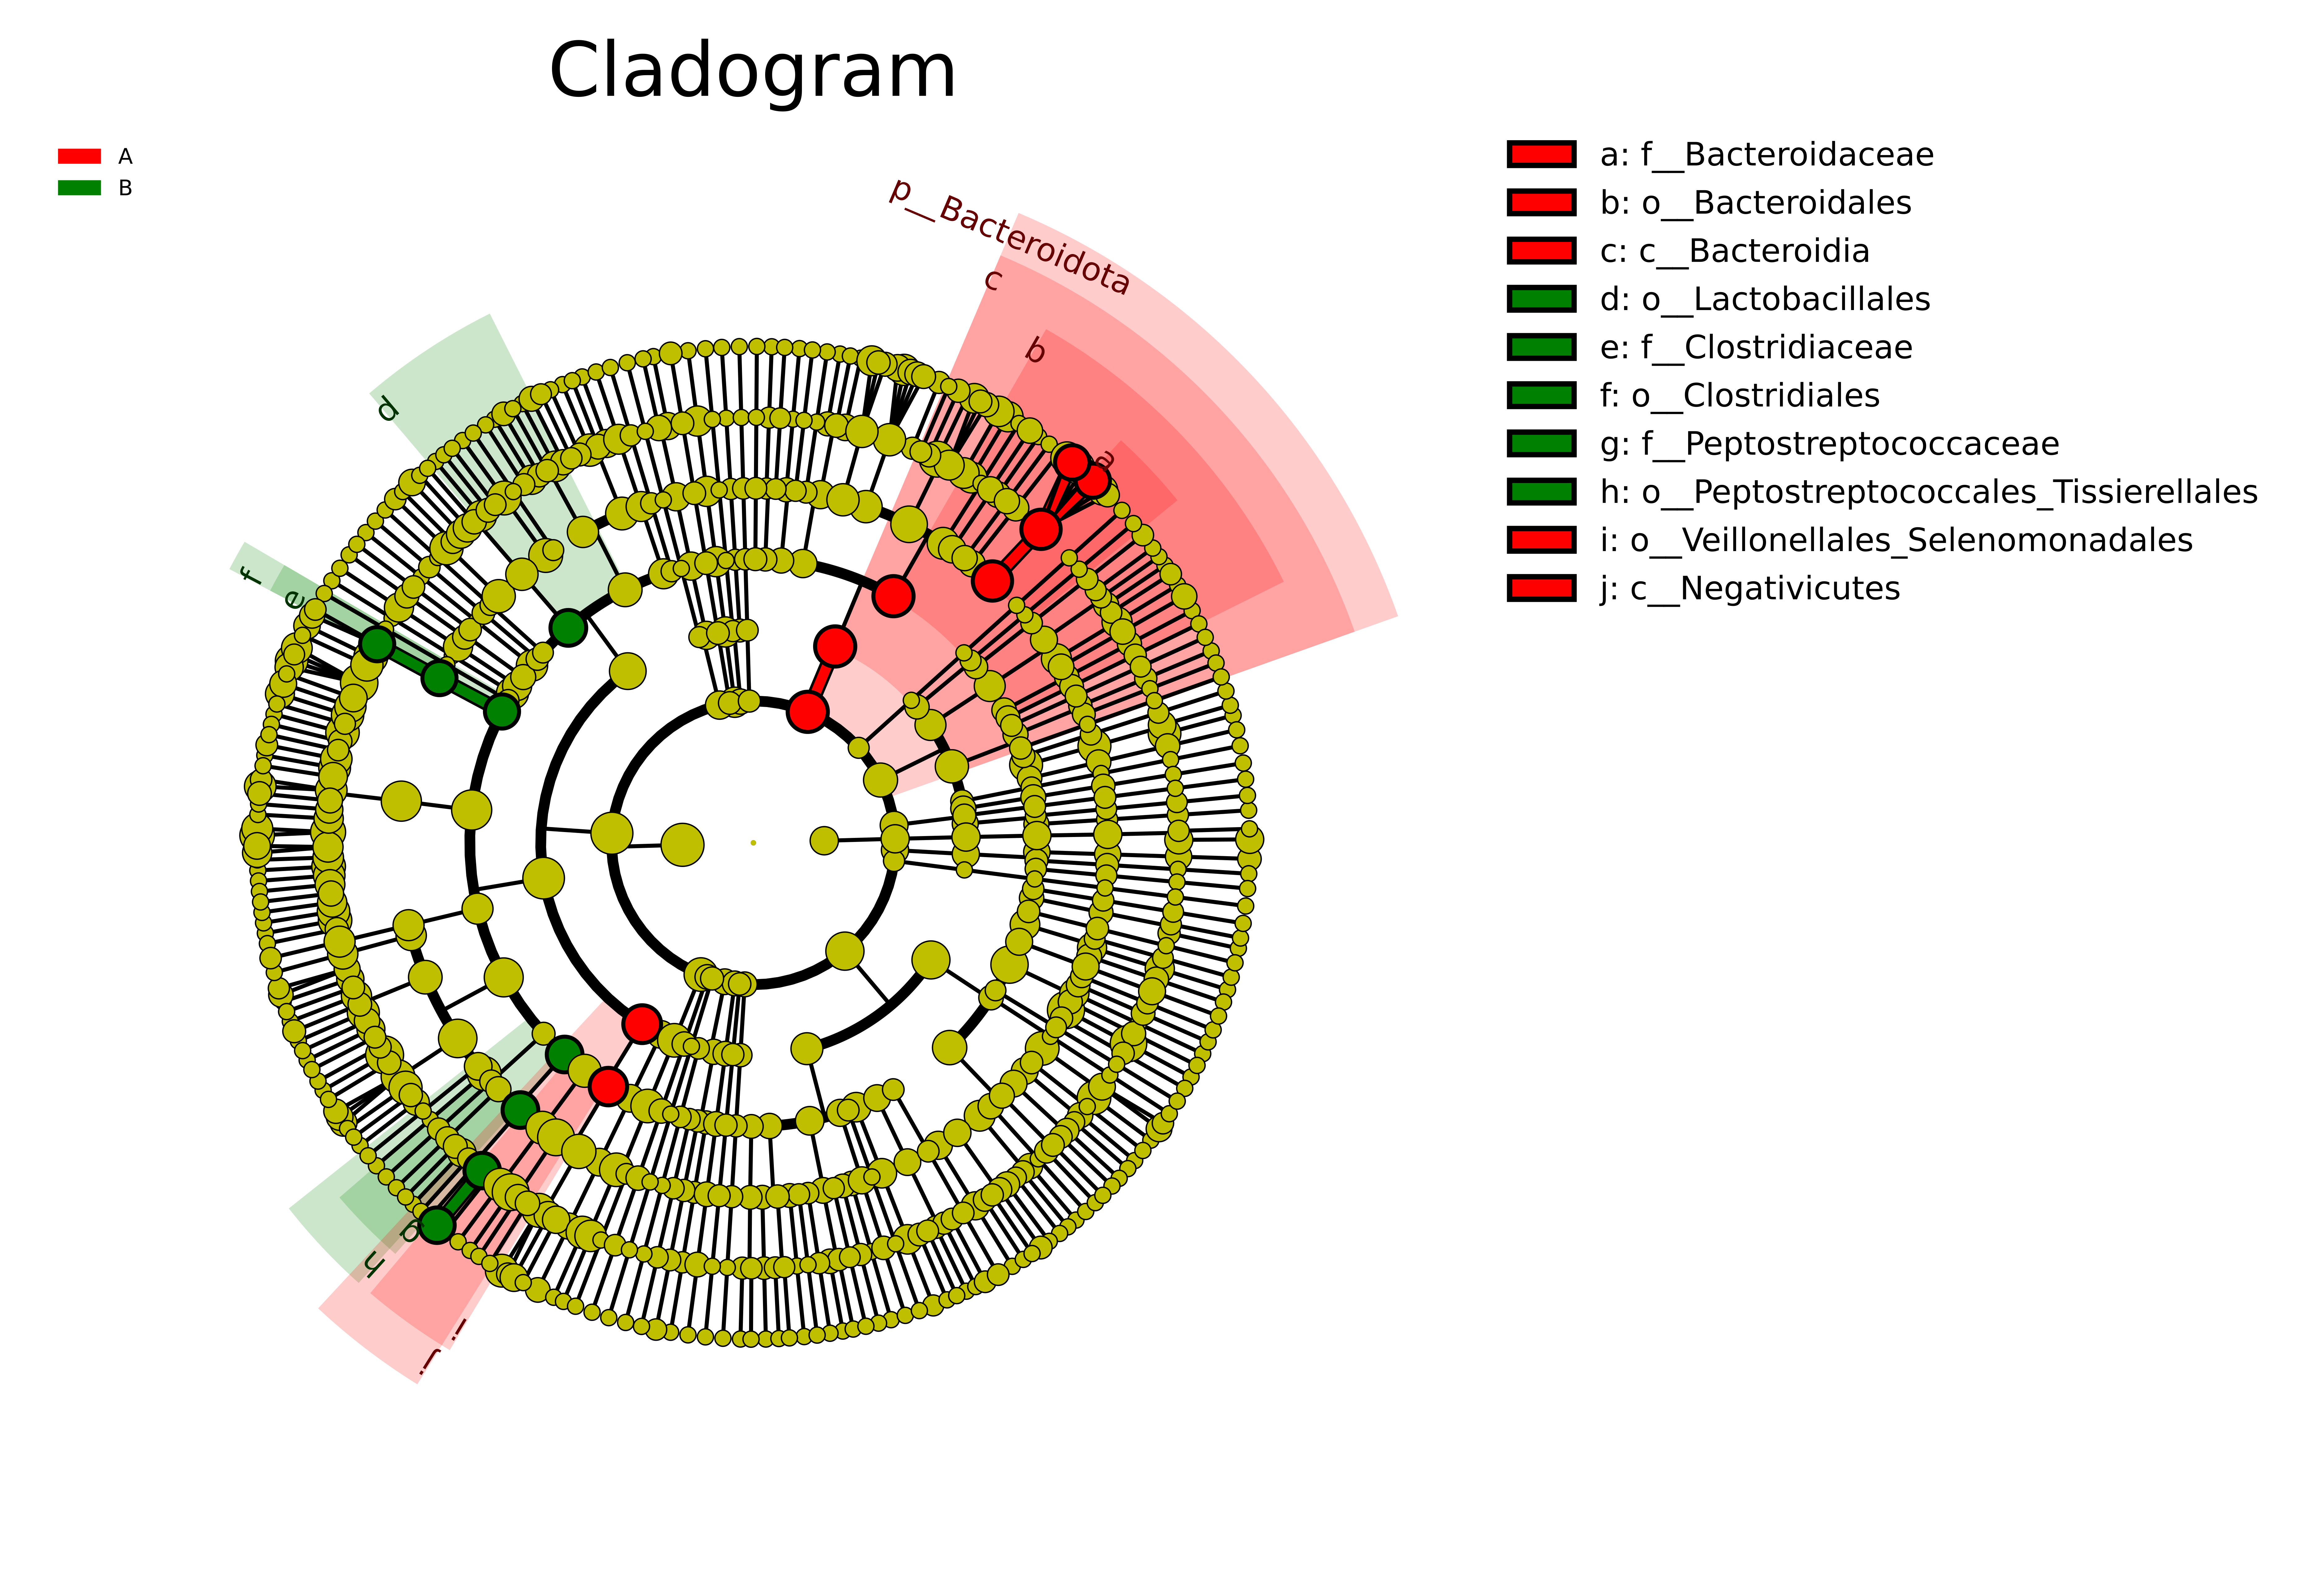 Cladogram
A
B
a: f__Bacteroidaceae
b: o__Bacteroidales
c: c__Bacteroidia
d: o__Lactobacillales
e: f__Clostridiaceae
f: o__Clostridiales
g: f__Peptostreptococcaceae
h: o__Peptostreptococcales_Tissierellales
i: o__Veillonellales_Selenomonadales
j: c__Negativicutes
p__Bacteroidota
c
b
a
d
f
e
g
h
i
j